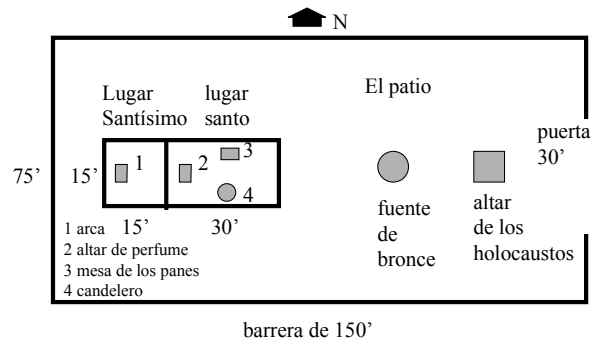 N
Lugar
Santísimo
lugar
santo
El patio
puerta
30’
75’
15’
1
2
3
4
15’
30’
1 arca
2 altar de perfume
3 mesa de los panes
4 candelero
fuente
de
bronce
altar
de los
holocaustos
barrera de 150’